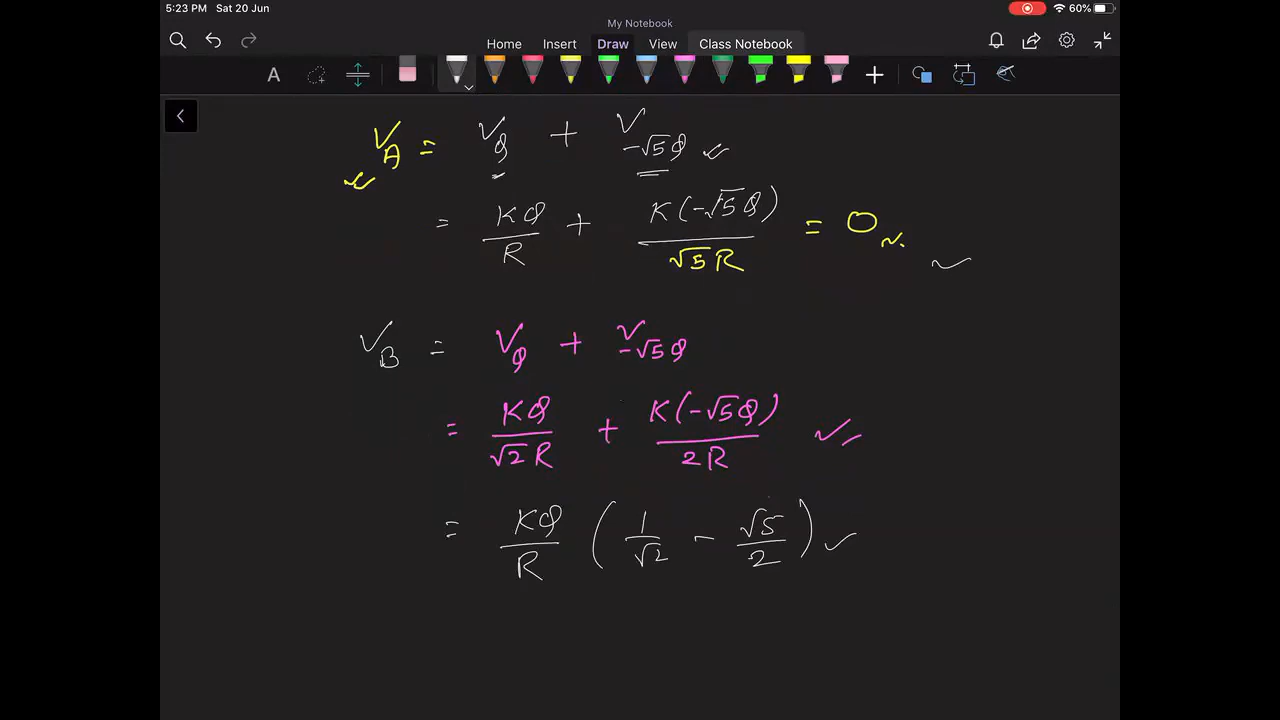 5:23 PM Sat 20 Jun 60%
My Notebook
Home Insert Draw View Class Notebook
A
V_A = V_Q + V_-√5Q
= KQ/R + K(-√5Q)/√5R = 0
V_B = V_Q + V_-√5Q
= KQ/√2R + K(-√5Q)/2R
= KQ/R (1/√2 - √5/2)